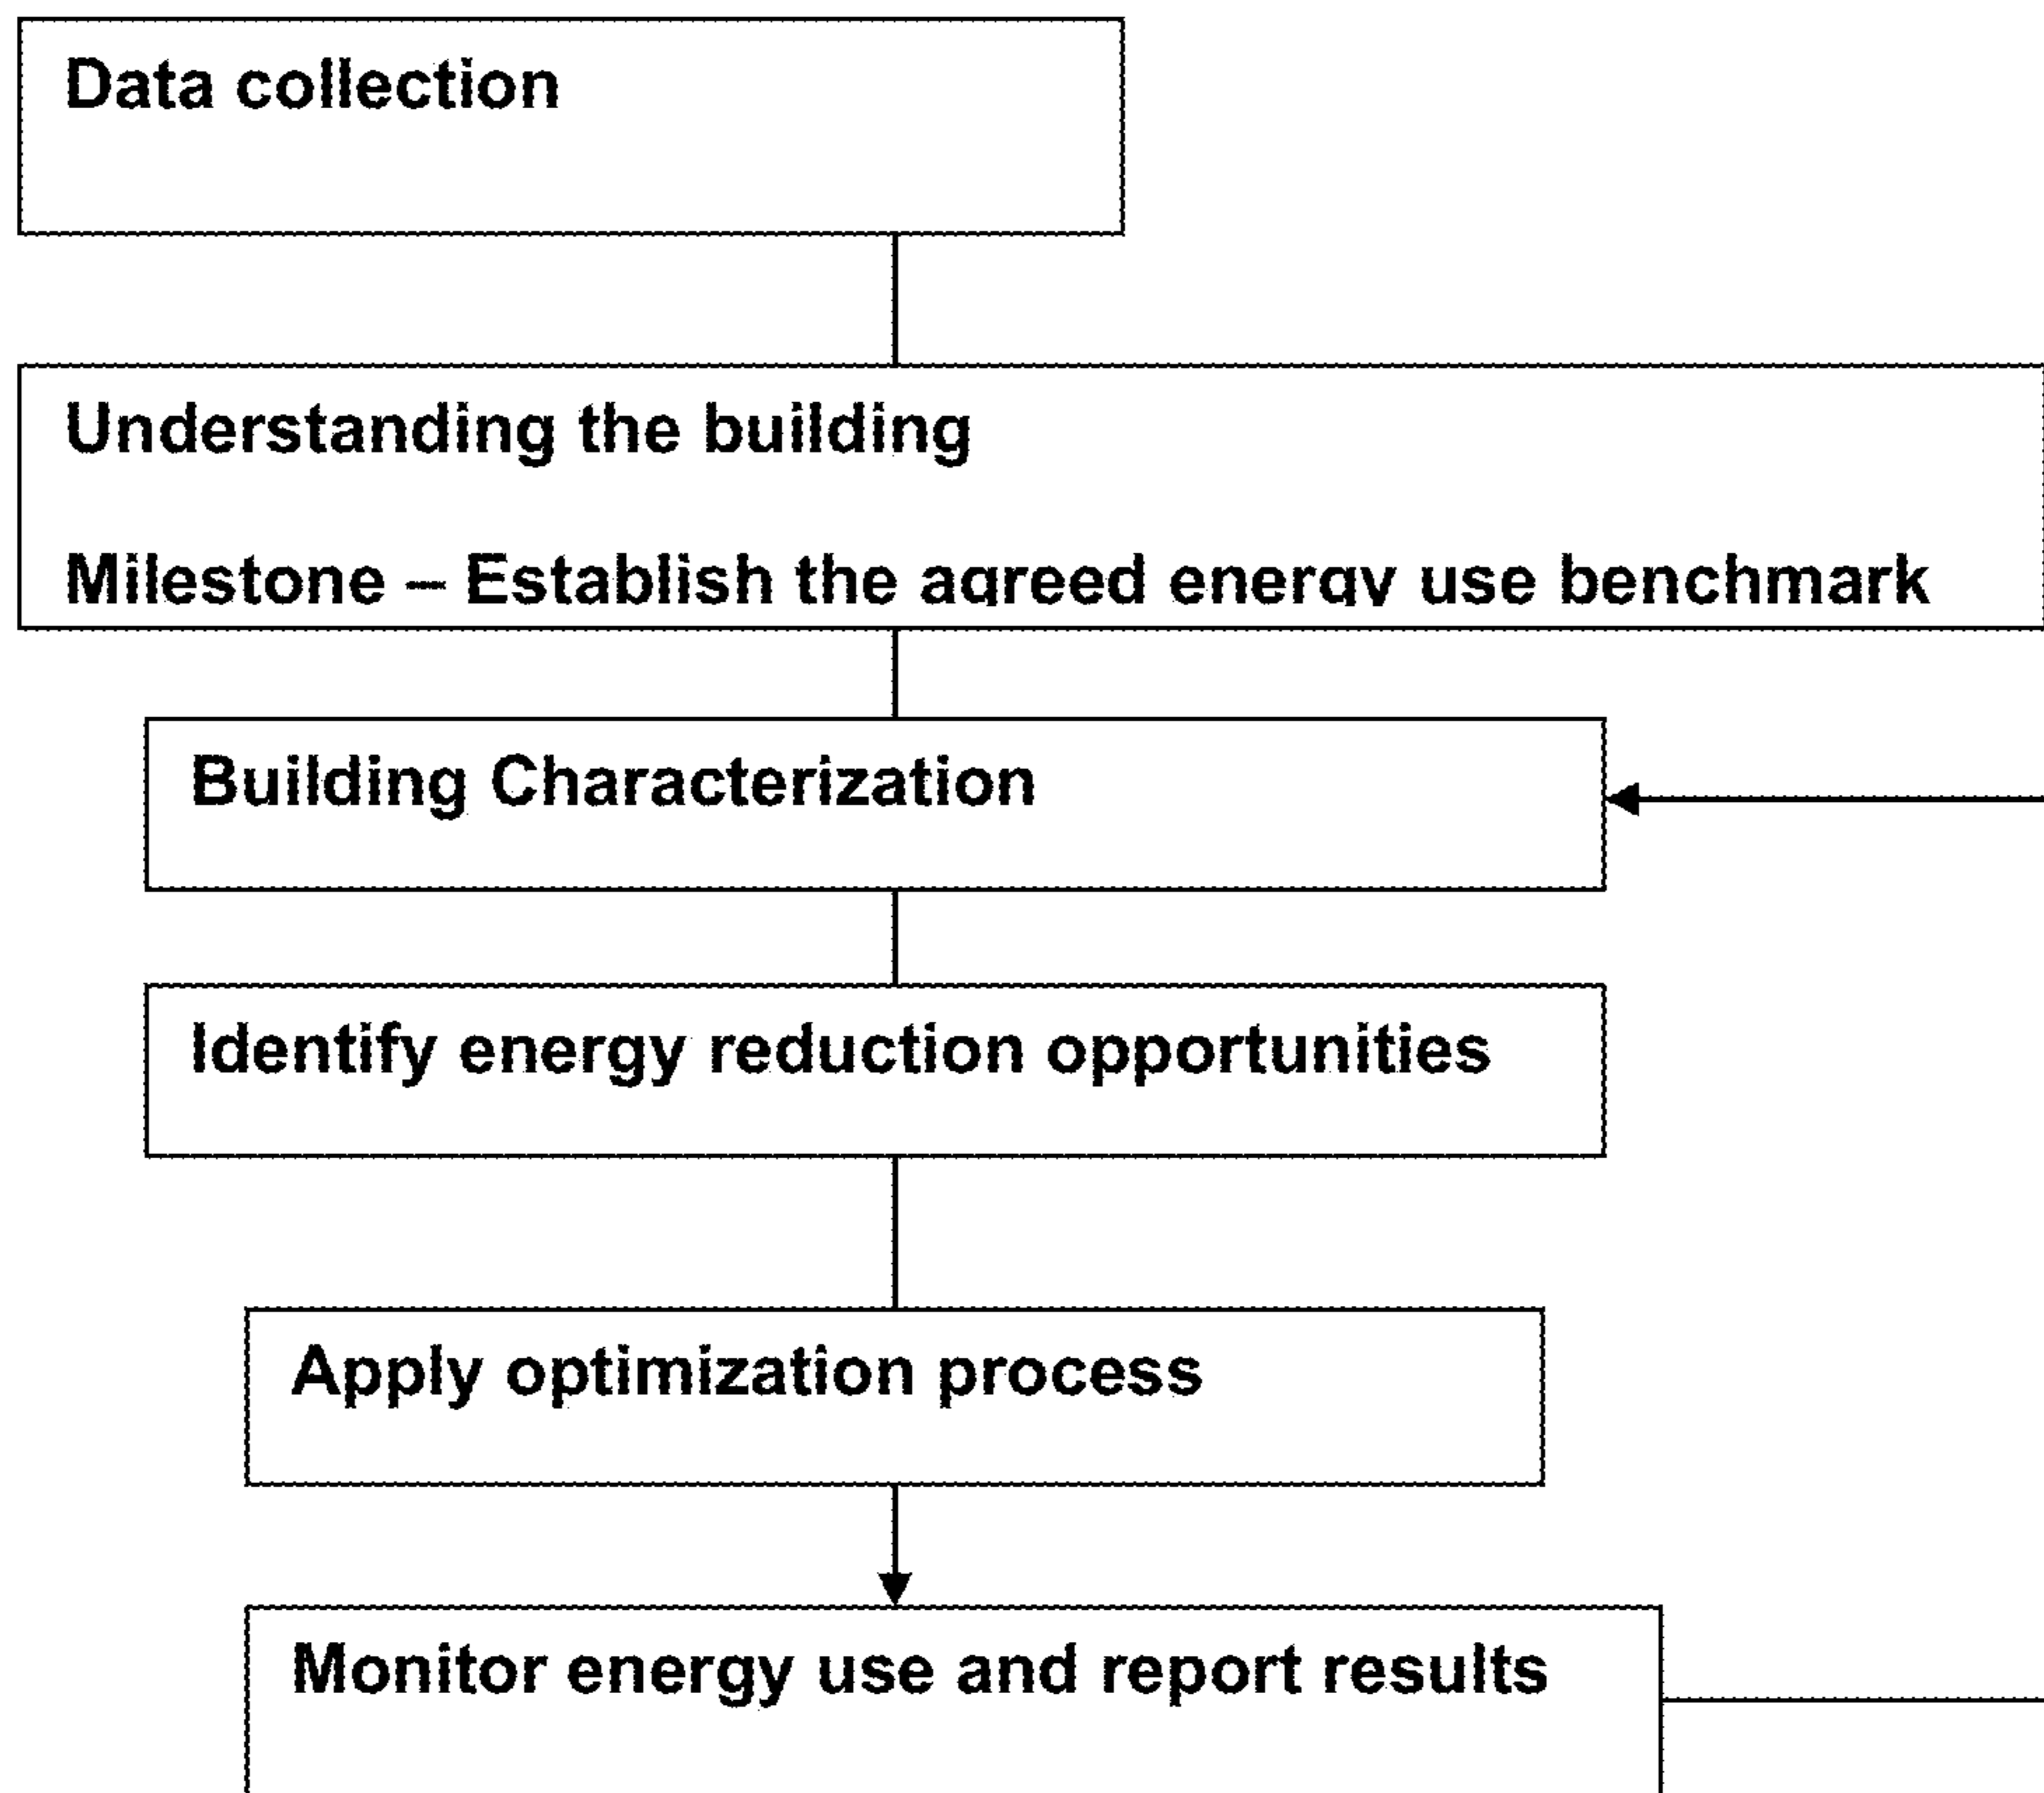 Data collection
Understanding the building
Milestone – Establish the agreed energy use benchmark
Building Characterization
Identify energy reduction opportunities
Apply optimization process
Monitor energy use and report results